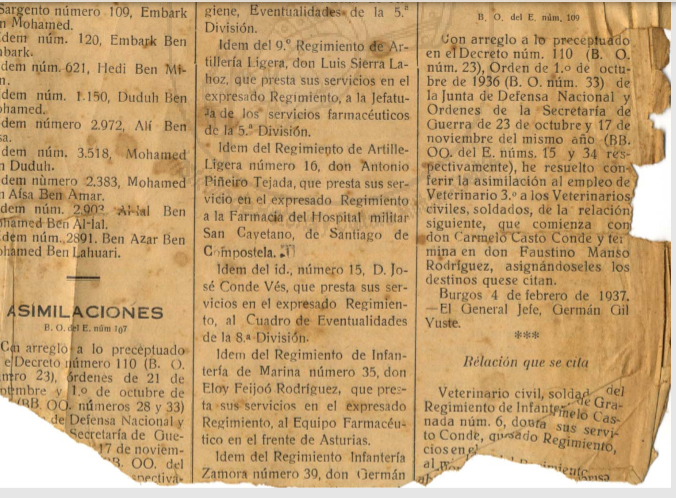 Sargento número 109, Embark
n Mohamed.
dem núm. 120, Embark Ben
nbark.
dem núm. 621, Hedi Ben Mi-
n.
dem núm. 1.150, Duduh Ben
ohamed.
dem número 2.972, Alí Ben
sa.
dem núm. 3.518, Mohamed
n Duduh.
dem número 2.383, Mohamed
n Aisa Ben Amar.
dem núm. 2.902 Al-lal Ben
ohamed Ben Al-lal.
dem núm. 2891. Ben Azar Ben
ohamed Ben Lahuari.
ASIMILACIONES
B. O. del E. núm 107
Con arreglo a lo preceptuado
e Decreto número 110 (B. O.
mero 23), órdenes de 21 de
ptiembre y 1.º de octubre de
BB. OO. números 28 y 33)
de Defensa Nacional y
Secretaría de Gue-
17 de noviem-
B. OO. del
spectiva-
giene, Eventualidades de la 5.ª
División.
Idem del 9.º Regimiento de Ar-
tillería Ligera, don Luis Sierra La-
hoz, que presta sus servicios en el
expresado Regimiento, a la Jefatu-
ra de los servicios farmacéuticos
de la 5.ª División.
Idem del Regimiento de Artille-
Ligera número 16, don Antonio
Piñeiro Tejada, que presta sus ser-
vicio en el expresado Regimiento
a la Farmacia del Hospital militar
San Cayetano, de Santiago de
Compostela.
Idem del id., número 15, D. Jo-
sé Conde Vés, que presta sus ser-
vicios en el expresado Regimien-
to, al Cuadro de Eventualidades
de la 8.ª División.
Idem del Regimiento de Infan-
tería de Marina número 35, don
Eloy Feijoó Rodríguez, que pres-
ta sus servicios en el expresado
Regimiento, al Equipo Farmacéu-
tico en el frente de Asturias.
Idem del Regimiento Infantería
Zamora número 39, don Germán
B. O. del E. núm. 109
Con arreglo a lo preceptuado
en el Decreto núm. 110 (B. O.
núm. 23), Orden de 1.º de octu-
bre de 1936 (B. O. núm. 33) de
la Junta de Defensa Nacional y
Ordenes de la Secretaría de
Guerra de 23 de octubre y 17 de
noviembre del mismo año (BB.
OO. del E. núms. 15 y 34 res-
pectivamente), he resuelto con-
ferir la asimilación al empleo de
Veterinario 3.º a los Veterinarios
civiles, soldados, de la relación
siguiente, que comienza con
don Carmelo Casto Conde y ter
mina en don Faustino Manso
Rodríguez, asignándoseles los
destinos quese citan.
Burgos 4 de febrero de 1937.
—El General Jefe, Germán Gil
Yuste.
***
Relación que se cita
Veterinario civil, soldad del
Regimiento de Infante de Gra-
nada núm. 6, don melo Cas-
to Conde, qu ta sus servi-
cios en el sado Regimiento,
al